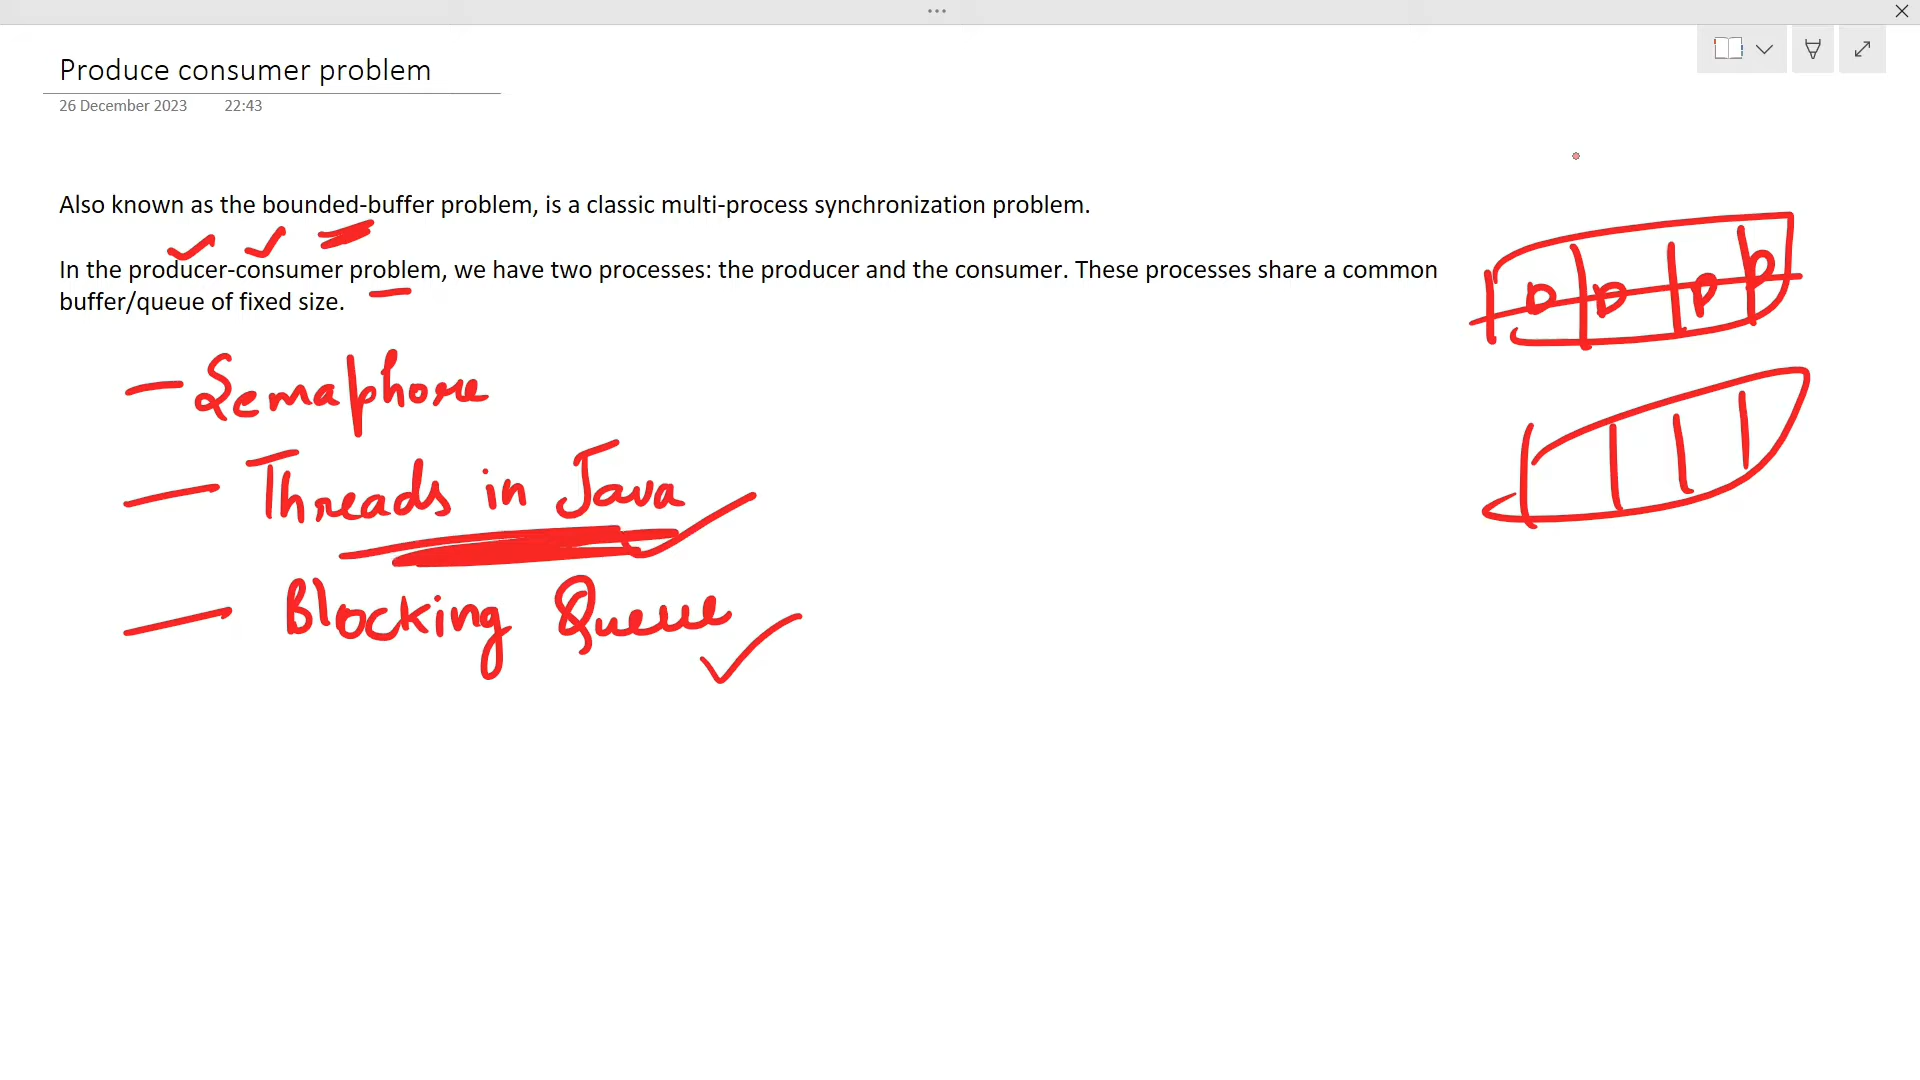 Produce consumer problem
26 December 2023 22:43
Also known as the bounded-buffer problem, is a classic multi-process synchronization problem.
In the producer-consumer problem, we have two processes: the producer and the consumer. These processes share a common
buffer/queue of fixed size.
— Semaphore
— Threads in Java
— Blocking Queue